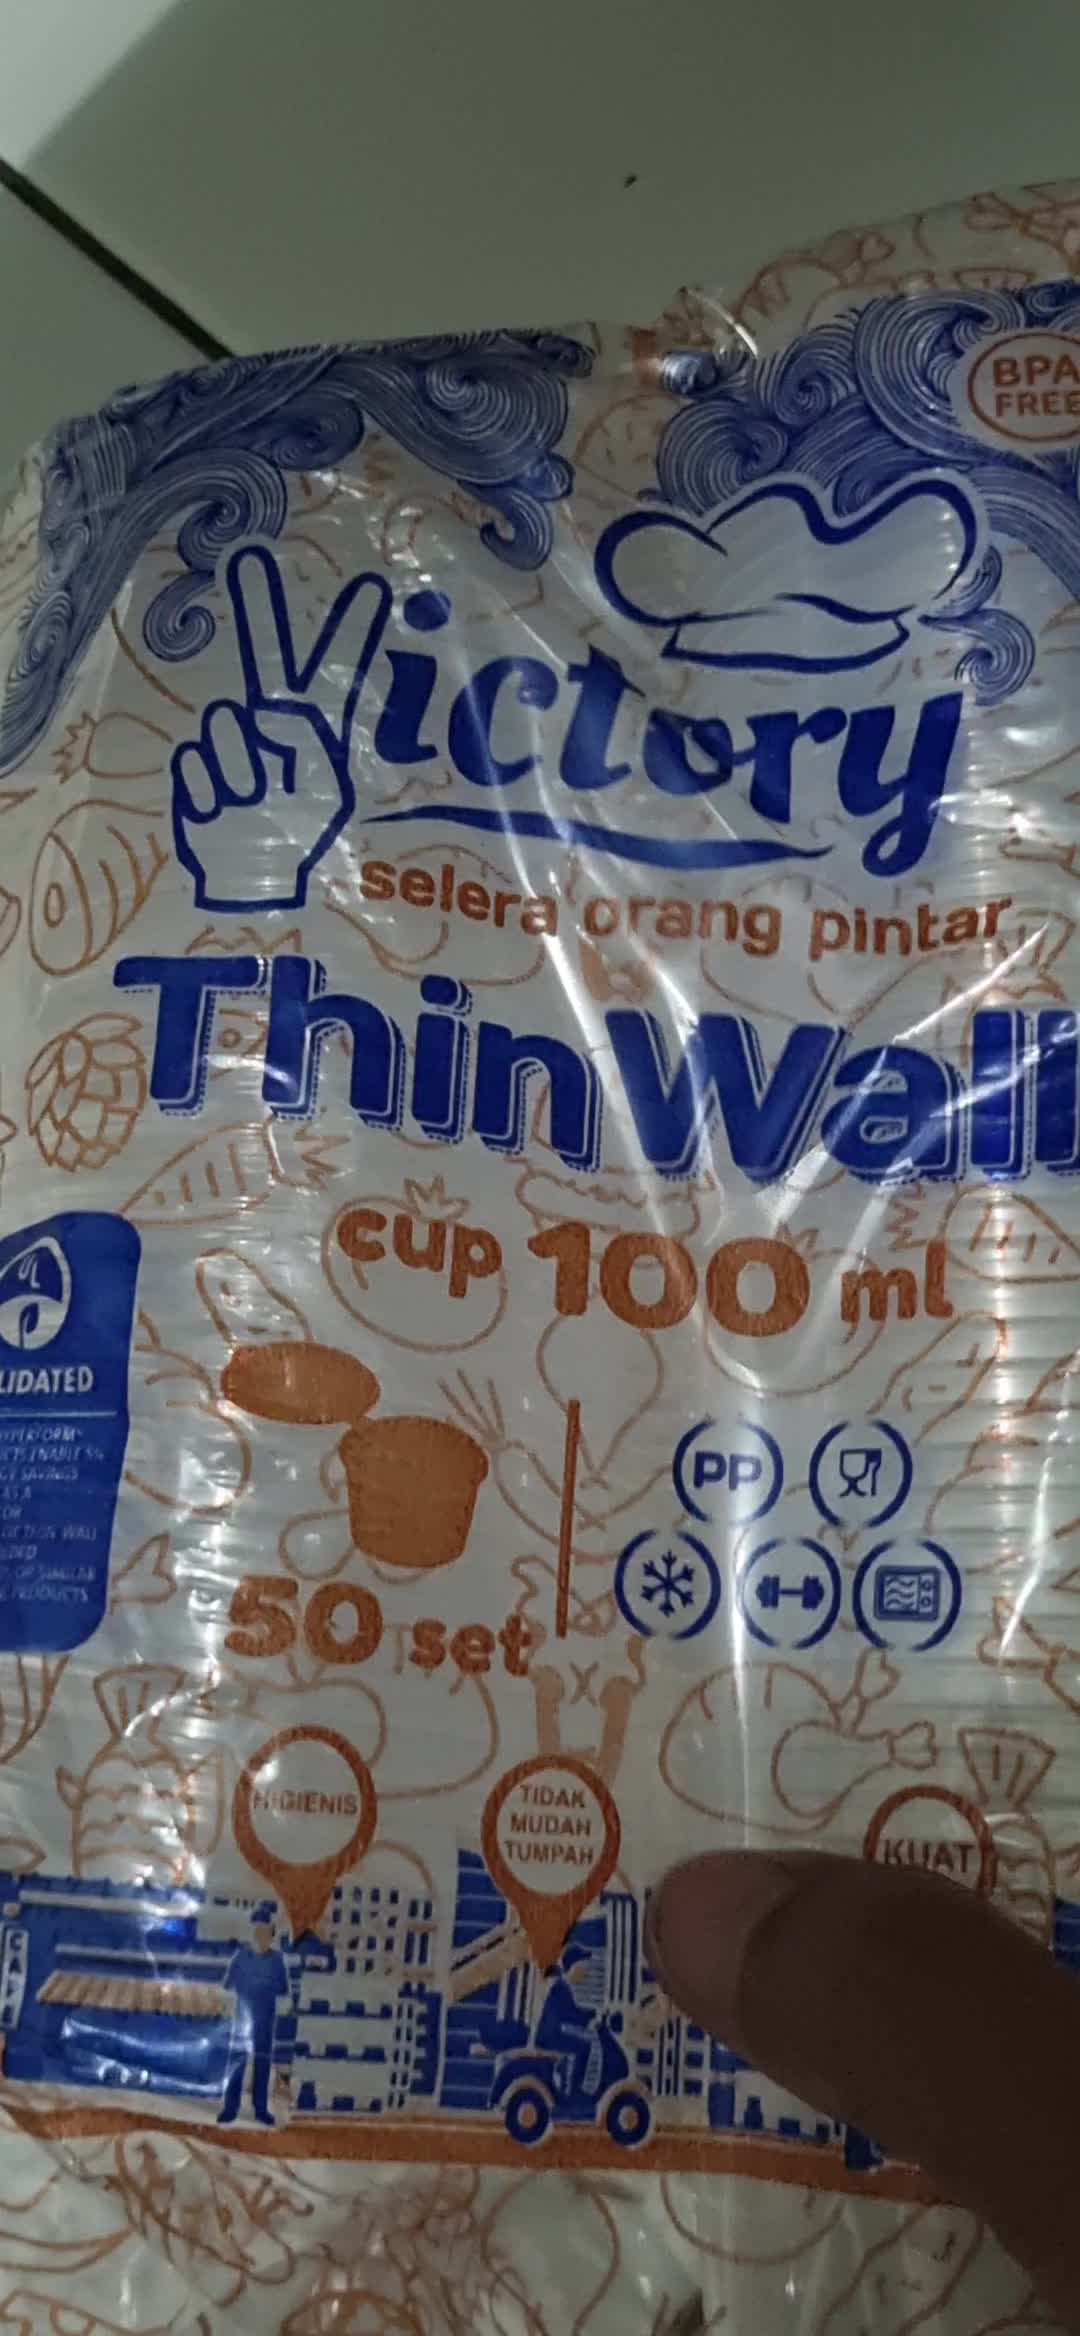 BPA
FREE
Victory
selera orang pintar
ThinWall
cup 100 ml
LIDATED
PP
50 set
HIGIENIS
TIDAK
MUDAH
TUMPAH
KUAT